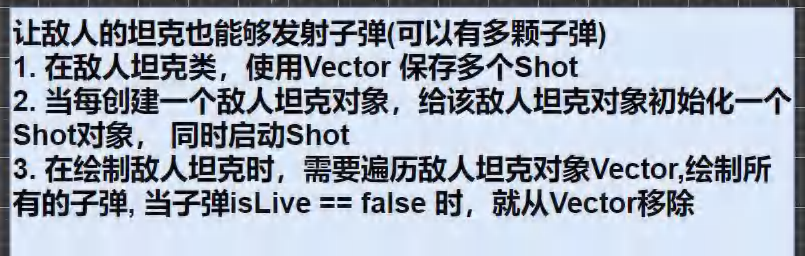 让敌人的坦克也能够发射子弹(可以有多颗子弹)
1. 在敌人坦克类，使用Vector 保存多个Shot
2. 当每创建一个敌人坦克对象，给该敌人坦克对象初始化一个
Shot对象， 同时启动Shot
3. 在绘制敌人坦克时，需要遍历敌人坦克对象Vector,绘制所
有的子弹, 当子弹isLive == false 时，就从Vector移除